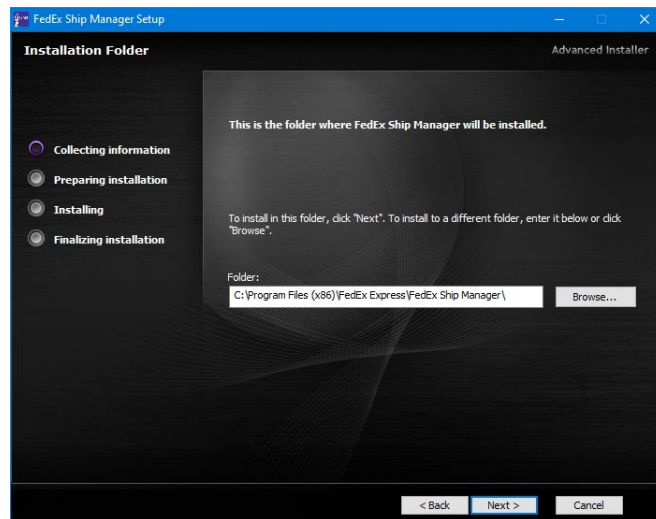 FedEx Ship Manager Setup
Installation Folder
Advanced Installer
This is the folder where FedEx Ship Manager will be installed.
Collecting information
Preparing installation
Installing
Finalizing installation
To install in this folder, click "Next". To install to a different folder, enter it below or click
"Browse".
Folder:
C:\Program Files (x86)\FedEx Express\FedEx Ship Manager\
Browse...
< Back
Next >
Cancel